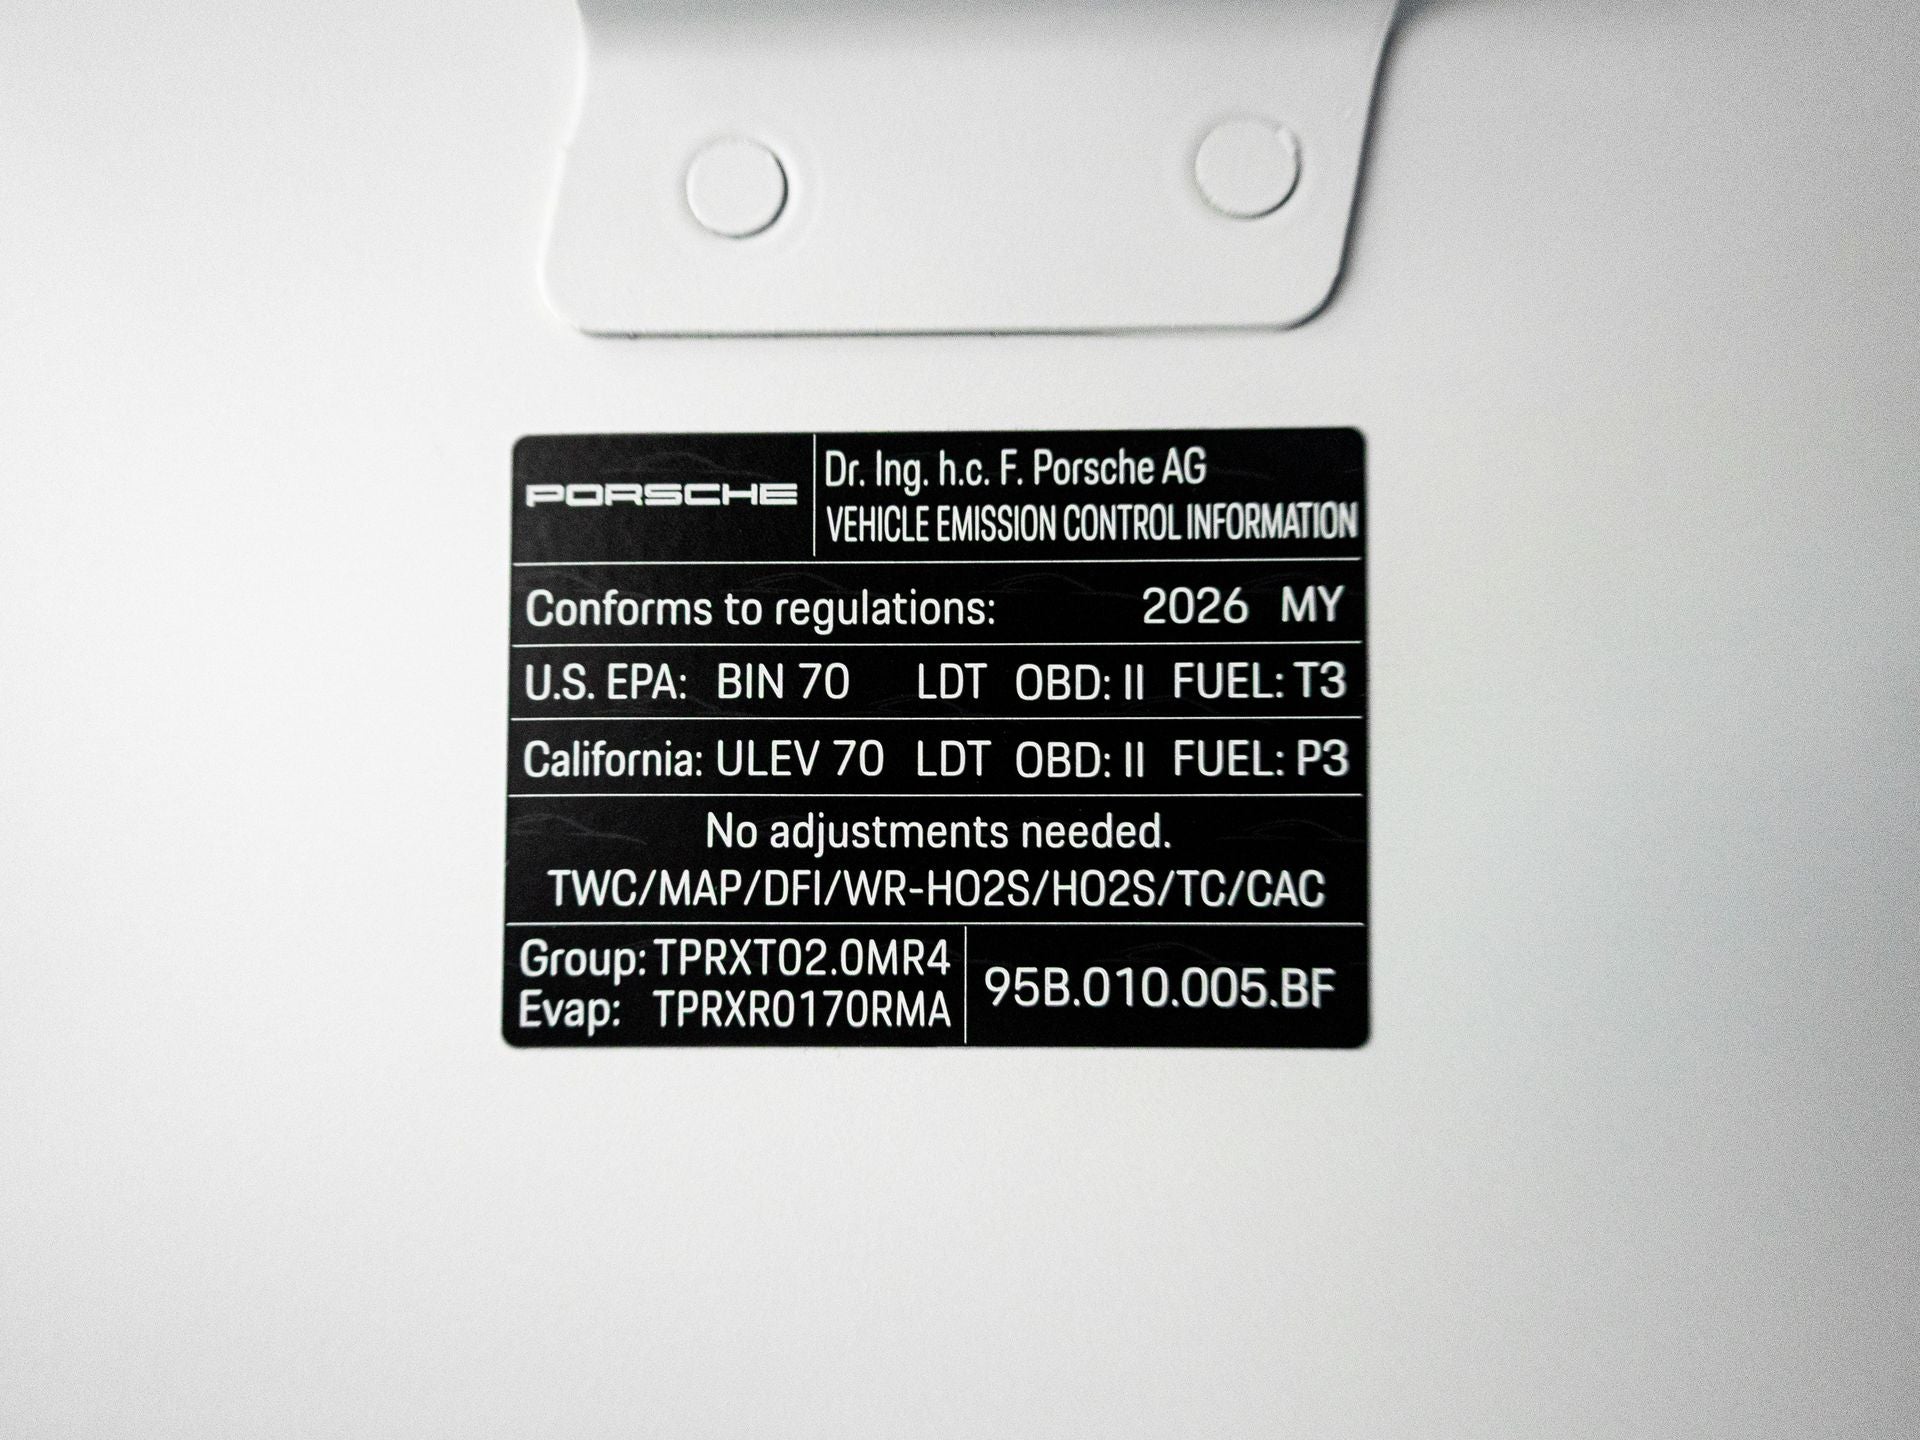 PORSCHE
Dr. Ing. h.c. F. Porsche AG
VEHICLE EMISSION CONTROL INFORMATION
Conforms to regulations: 2026 MY
U.S. EPA: BIN 70 LDT OBD: II FUEL: T3
California: ULEV 70 LDT OBD: II FUEL: P3
No adjustments needed.
TWC/MAP/DFI/WR-HO2S/HO2S/TC/CAC
Group: TPRXT02.0MR4
Evap: TPRXR0170RMA
95B.010.005.BF